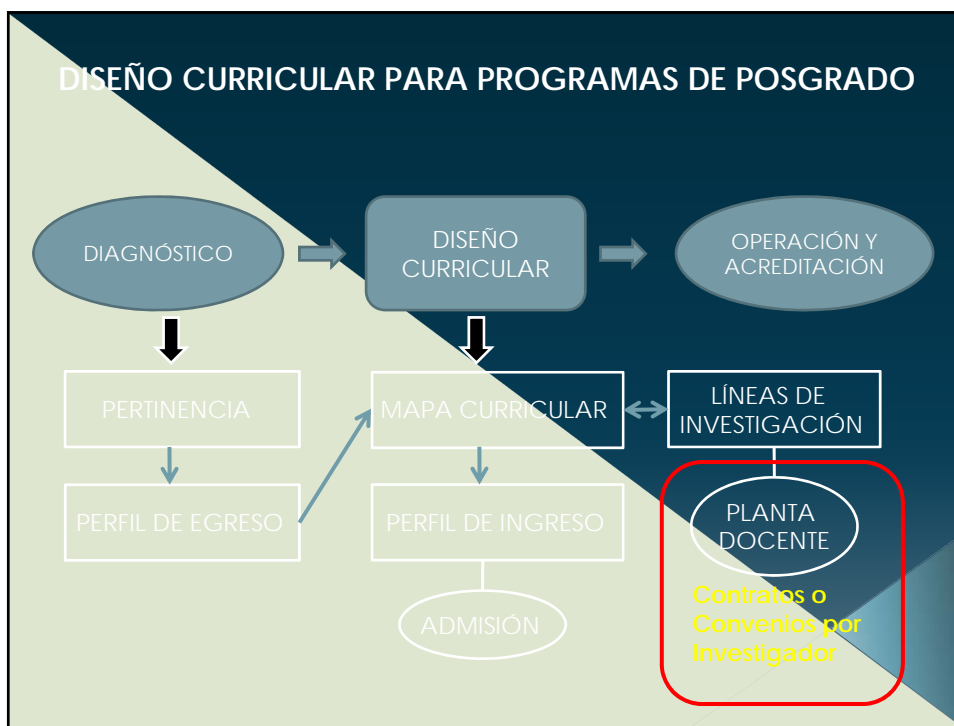 DISEÑO CURRICULAR PARA PROGRAMAS DE POSGRADO
DIAGNÓSTICO
DISEÑO
CURRICULAR
OPERACIÓN Y
ACREDITACIÓN
PERTINENCIA
MAPA CURRICULAR
LÍNEAS DE
INVESTIGACIÓN
PERFIL DE EGRESO
PERFIL DE INGRESO
PLANTA
DOCENTE
ADMISIÓN
Contratos o
Convenios por
Investigador